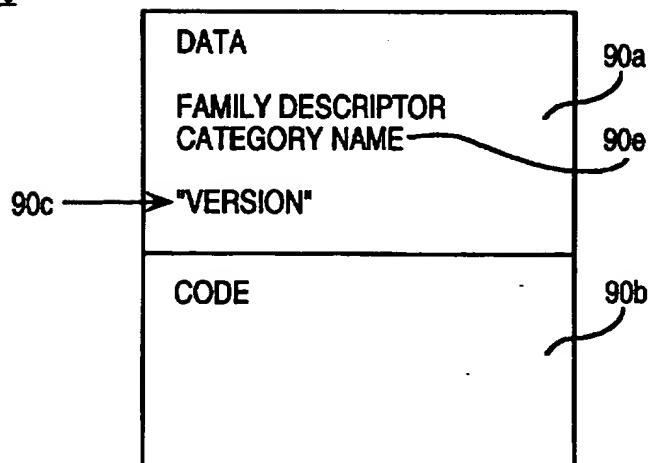 DATA
90a
FAMILY DESCRIPTOR
CATEGORY NAME
90e
90c
"VERSION"
CODE
90b